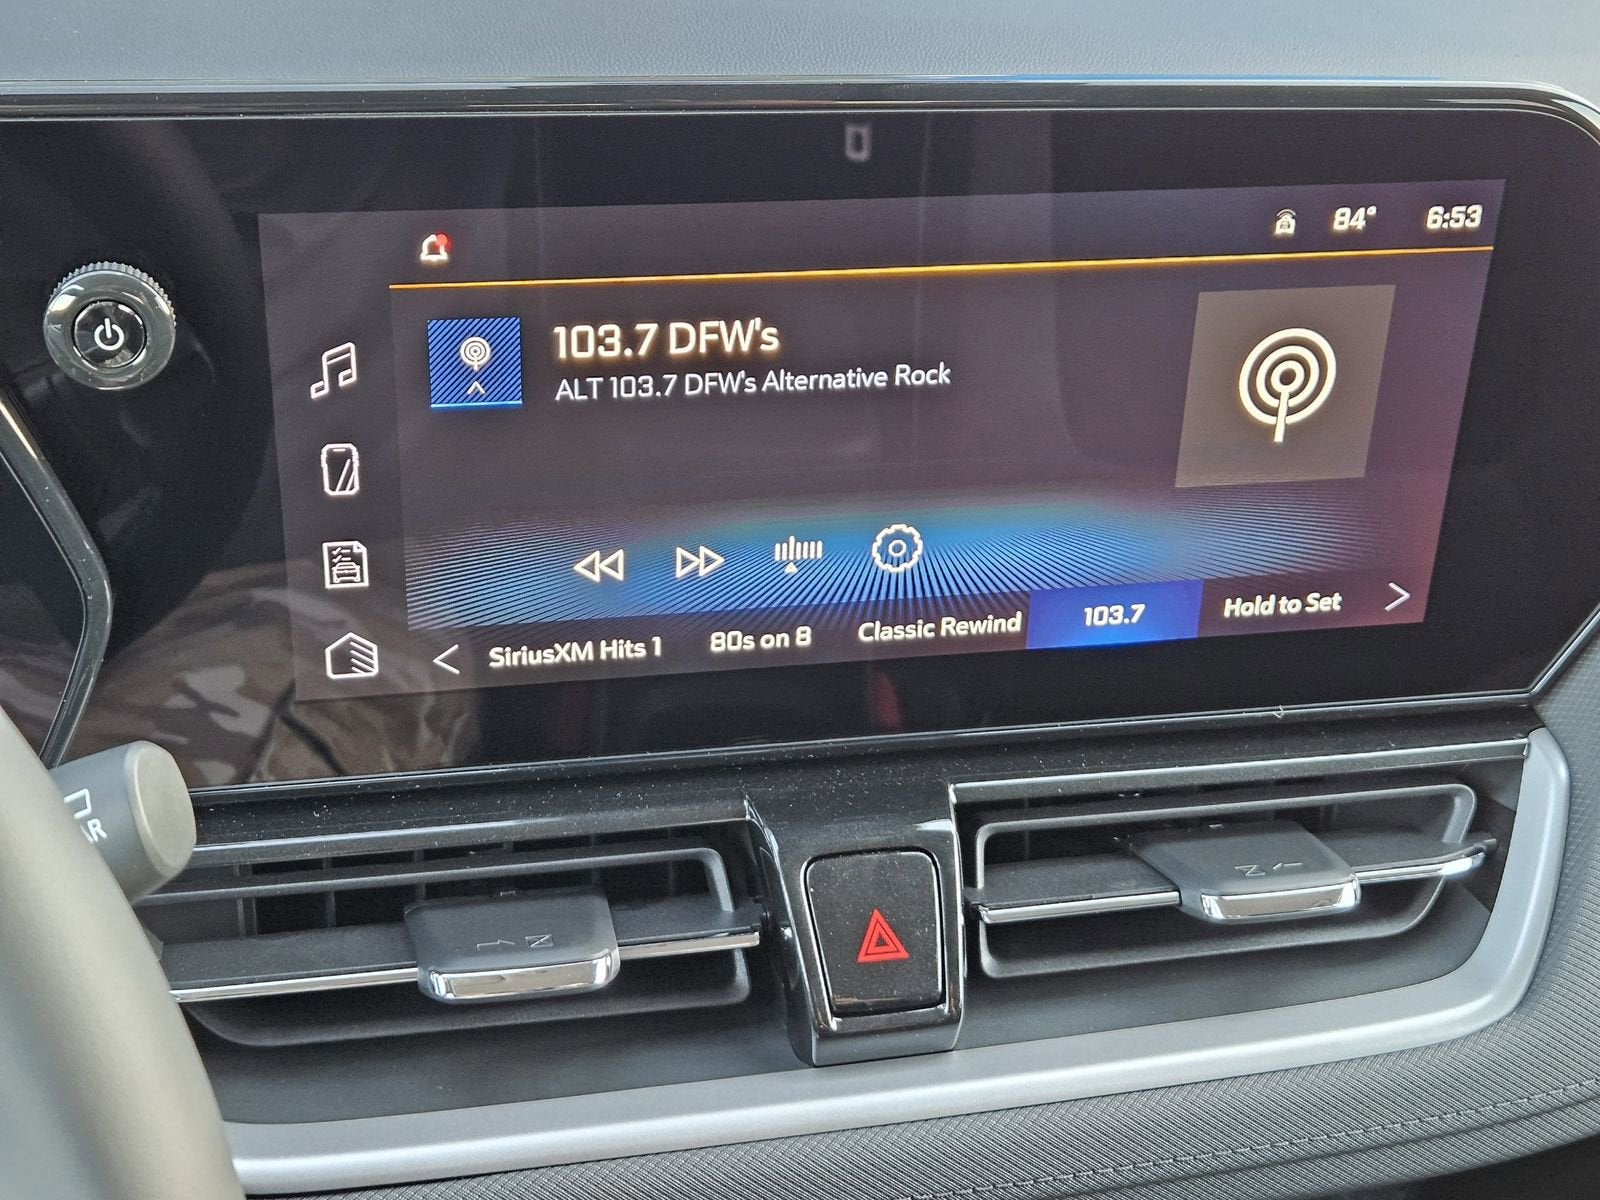 84° 6:53
103.7 DFW's
ALT 103.7 DFW's Alternative Rock
SiriusXM Hits 1 80s on 8 Classic Rewind 103.7 Hold to Set